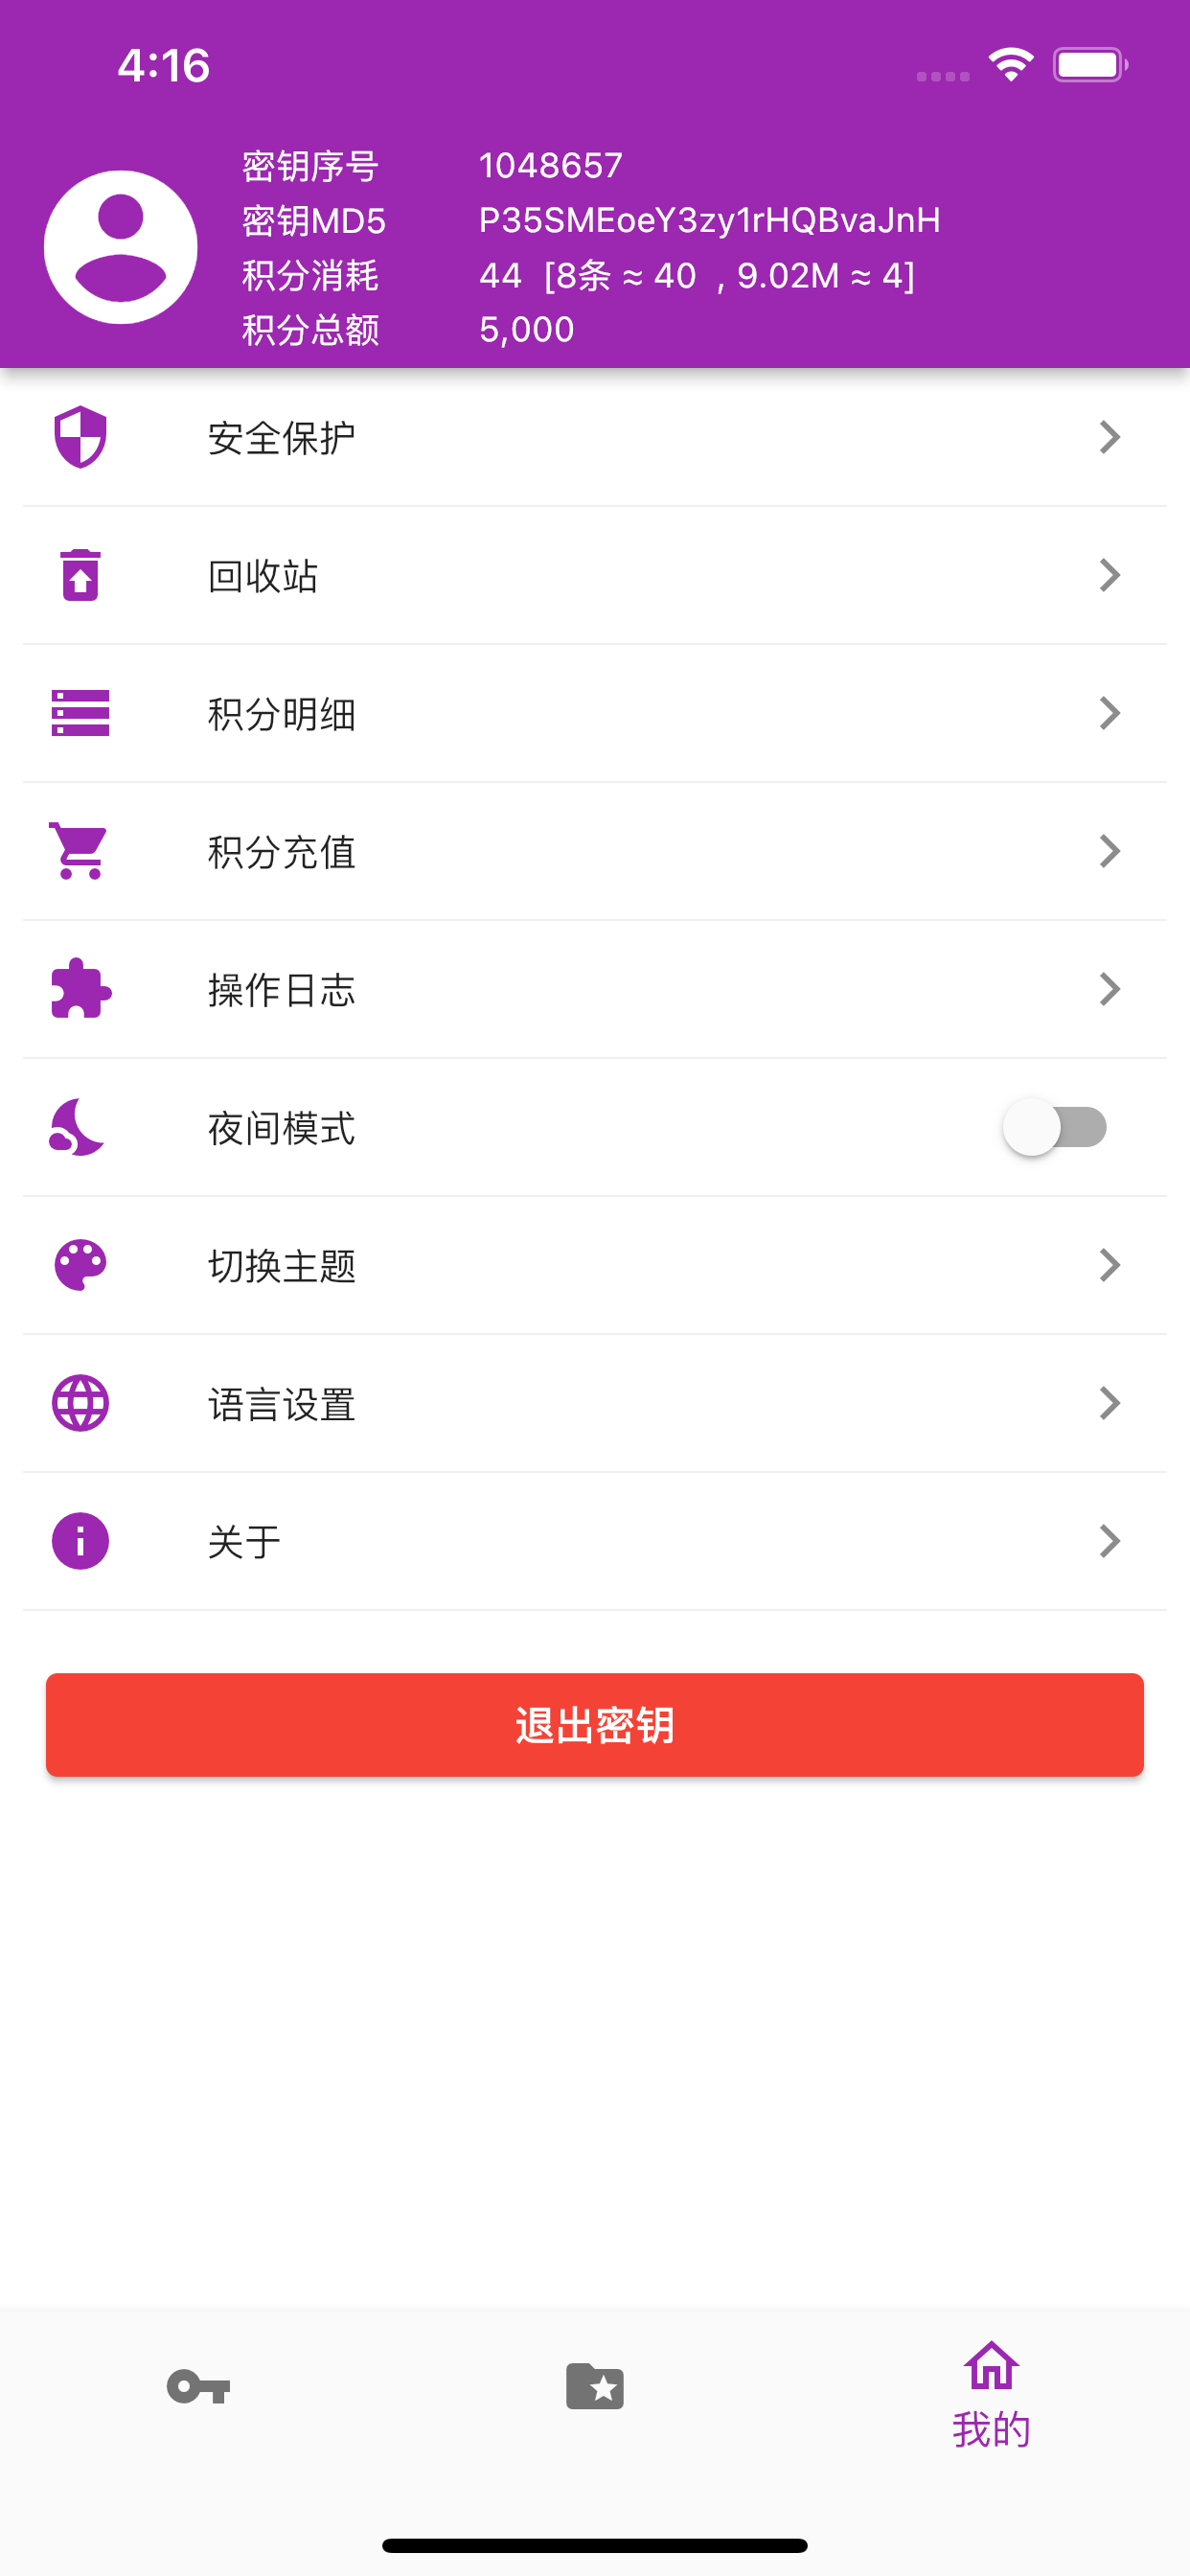 4:16
密钥序号 1048657
密钥MD5 P35SMEoeY3zy1rHQBvaJnH
积分消耗 44 [8条 ≈ 40 , 9.02M ≈ 4]
积分总额 5,000
安全保护
回收站
积分明细
积分充值
操作日志
夜间模式
切换主题
语言设置
关于
退出密钥
我的